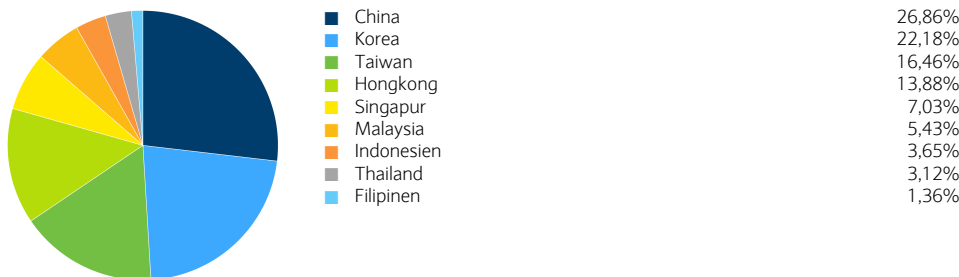 China 26,86%
Korea 22,18%
Taiwan 16,46%
Hongkong 13,88%
Singapur 7,03%
Malaysia 5,43%
Indonesien 3,65%
Thailand 3,12%
Filipinen 1,36%